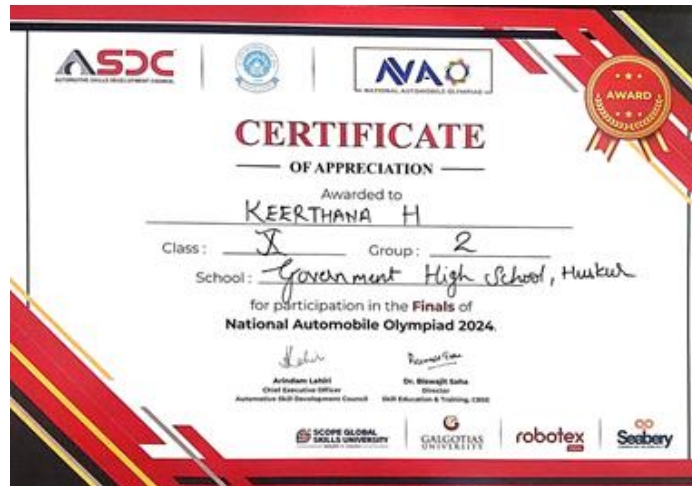 ASDC
AUTOMOTIVE SKILLS DEVELOPMENT COUNCIL
NAO
NATIONAL AUTOMOBILE OLYMPIAD
AWARD
CERTIFICATE
OF APPRECIATION
Awarded to
KEERTHANA H
Class : X Group : 2
School : Government High School, Huskur
for participation in the Finals of
National Automobile Olympiad 2024.
Arindam Lahiri Dr. Biswajit Saha
Chief Executive Officer Director
Automotive Skill Development Council Skill Education & Training, CBSE
SCOPE GLOBAL
SKILLS UNIVERSITY
GALGOTIAS
UNIVERSITY
robotex
Seabery